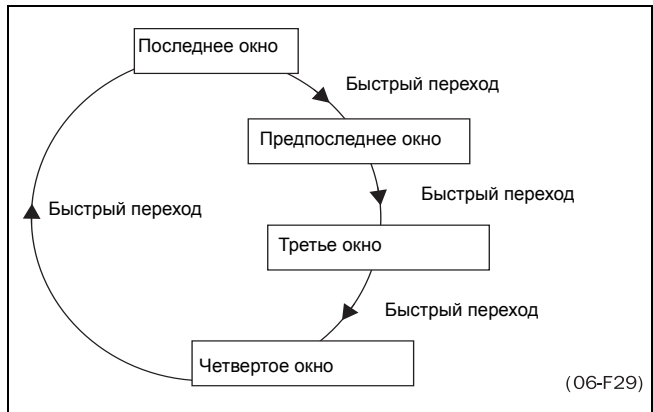 Последнее окно
Быстрый переход
Предпоследнее окно
Быстрый переход
Быстрый переход
Третье окно
Быстрый переход
Четвертое окно
(06-F29)